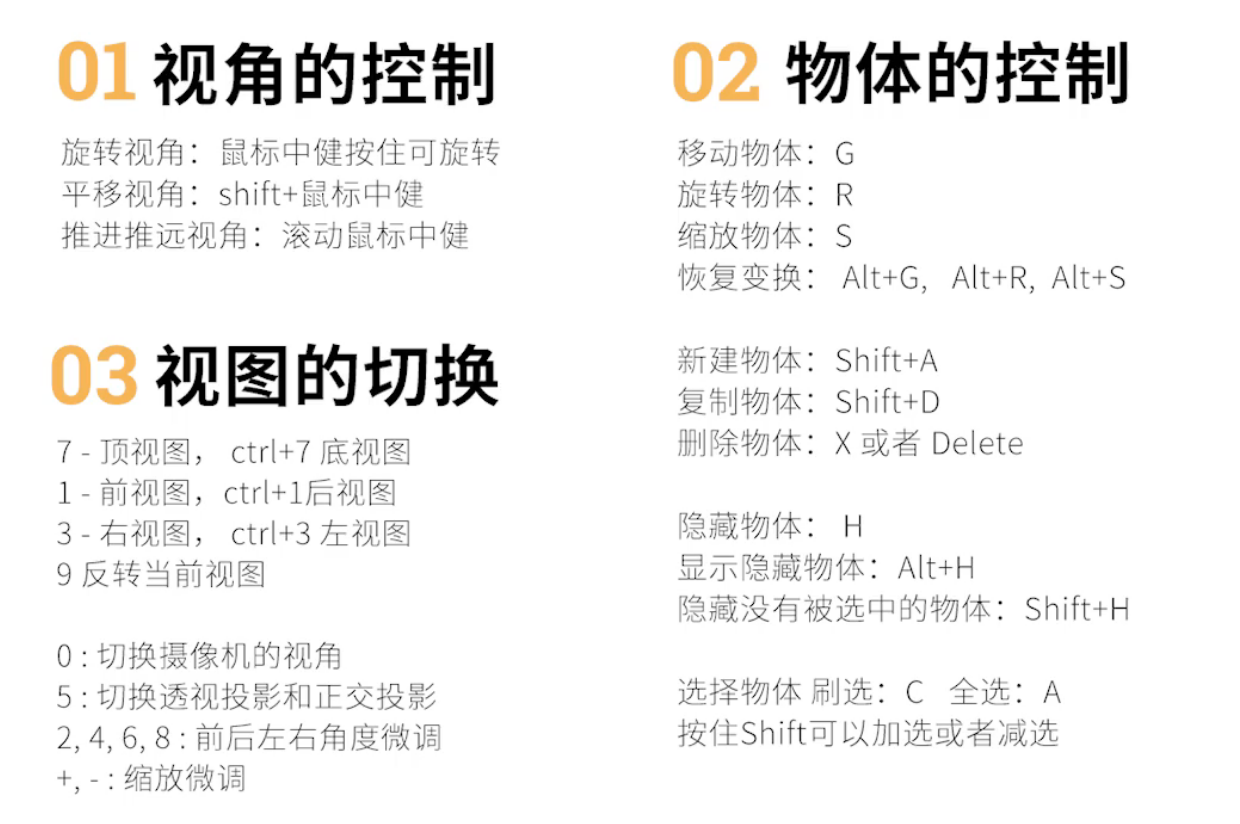 01 视角的控制
旋转视角：鼠标中健按住可旋转
平移视角：shift+鼠标中健
推进推远视角：滚动鼠标中健
02 物体的控制
移动物体：G
旋转物体：R
缩放物体：S
恢复变换： Alt+G, Alt+R, Alt+S
新建物体：Shift+A
复制物体：Shift+D
删除物体：X 或者 Delete
隐藏物体： H
显示隐藏物体：Alt+H
隐藏没有被选中的物体：Shift+H
选择物体 刷选：C 全选：A
按住Shift可以加选或者减选
03 视图的切换
7 - 顶视图， ctrl+7 底视图
1 - 前视图，ctrl+1后视图
3 - 右视图， ctrl+3 左视图
9 反转当前视图
0 : 切换摄像机的视角
5 : 切换透视投影和正交投影
2, 4, 6, 8 : 前后左右角度微调
+, - : 缩放微调